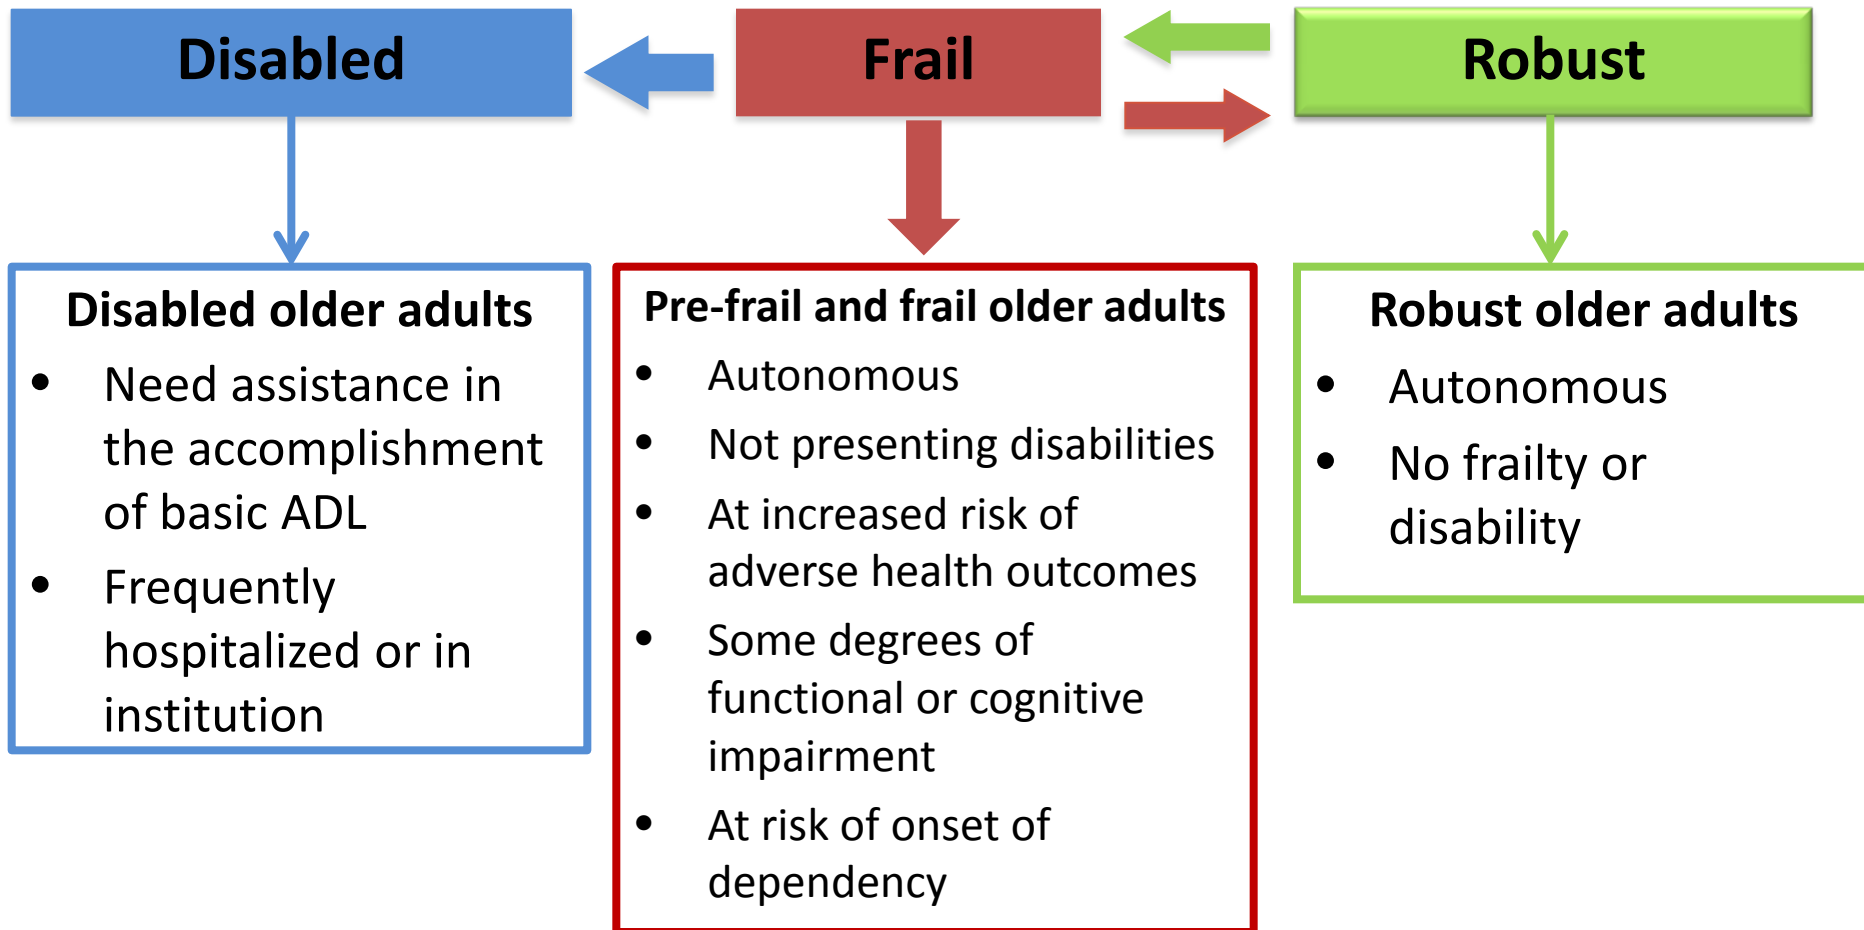 Disabled
Frail
Robust
Disabled older adults
• Need assistance in
the accomplishment
of basic ADL
• Frequently
hospitalized or in
institution
Pre-frail and frail older adults
• Autonomous
• Not presenting disabilities
• At increased risk of
adverse health outcomes
• Some degrees of
functional or cognitive
impairment
• At risk of onset of
dependency
Robust older adults
• Autonomous
• No frailty or
disability